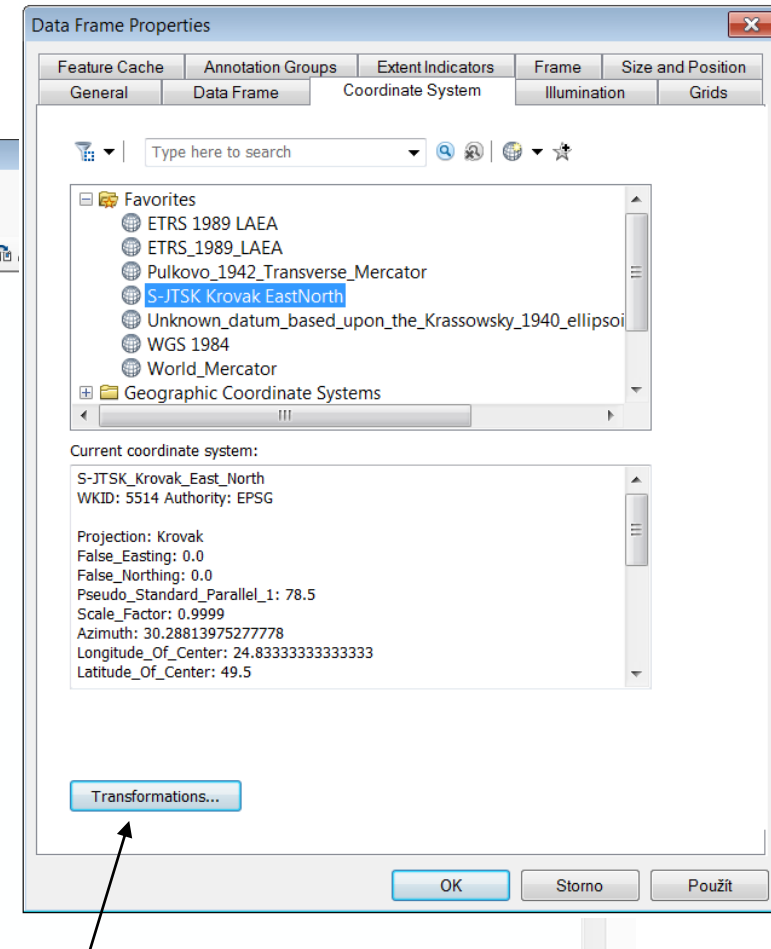 Data Frame Properties
Feature Cache Annotation Groups Extent Indicators Frame Size and Position
General Data Frame Coordinate System Illumination Grids
Type here to search
Favorites
ETRS 1989 LAEA
ETRS_1989_LAEA
Pulkovo_1942_Transverse_Mercator
S-JTSK Krovak EastNorth
Unknown_datum_based_upon_the_Krassowsky_1940_ellipsoi
WGS 1984
World_Mercator
Geographic Coordinate Systems
Current coordinate system:
S-JTSK_Krovak_East_North
WKID: 5514 Authority: EPSG
Projection: Krovak
False_Easting: 0.0
False_Northing: 0.0
Pseudo_Standard_Parallel_1: 78.5
Scale_Factor: 0.9999
Azimuth: 30.28813975277778
Longitude_Of_Center: 24.83333333333333
Latitude_Of_Center: 49.5
Transformations...
OK Storno Použít